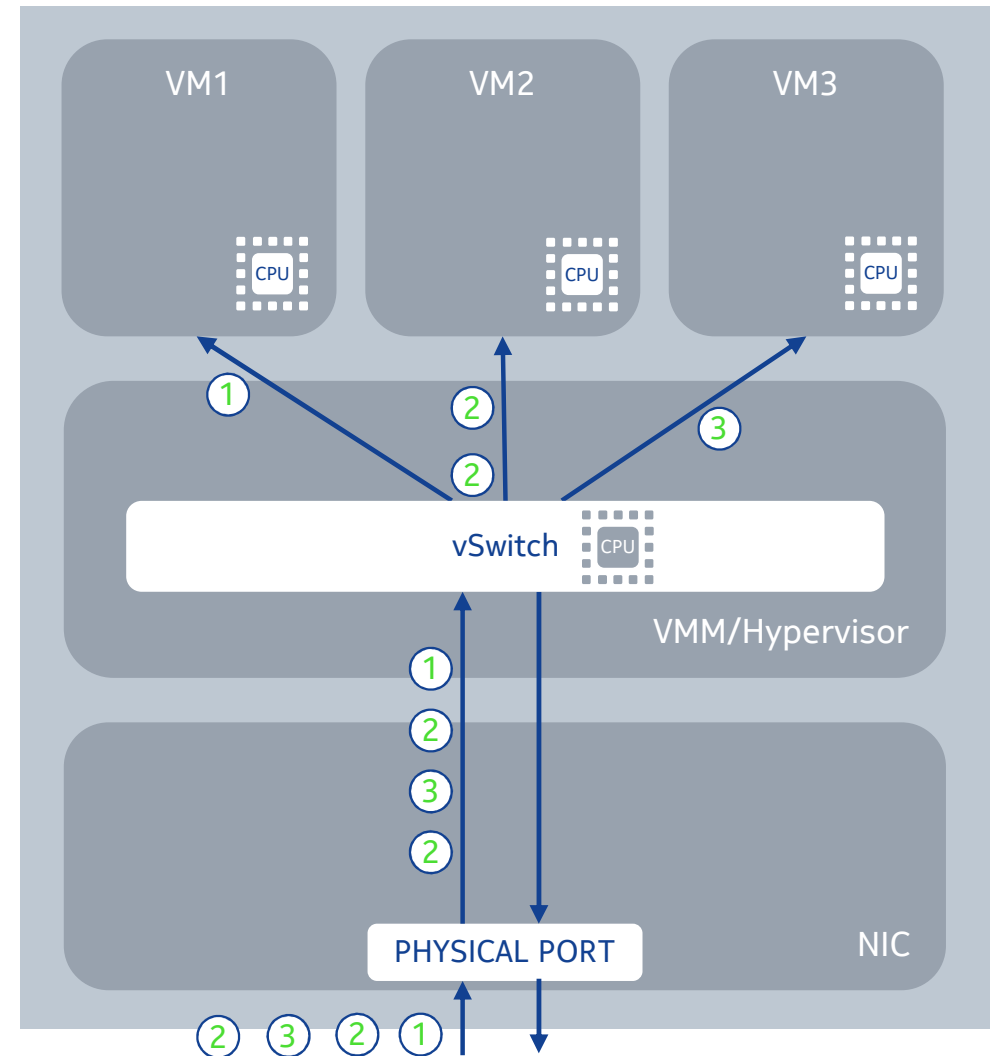 VM1 VM2 VM3
CPU CPU CPU
1
2
3
2
vSwitch CPU
VMM/Hypervisor
1
2
3
2
PHYSICAL PORT
NIC
2 3 2 1